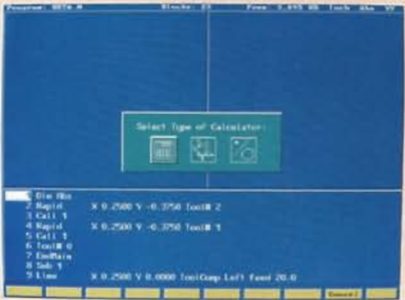 Program: Blocks: Free: Inch Abs XY
Select Type of Calculator:
1 Dim Abs
2 Rapid X 0.2500 Y -0.3750 Tool# 2
3 Call 1
4 Rapid X 0.2500 Y -0.3750 Tool# 1
5 Call 1
6 Tool# 0
7 EndMain
8 Sub 1
9 Line X 0.2500 Y 0.0000 ToolComp Left Feed 20.0